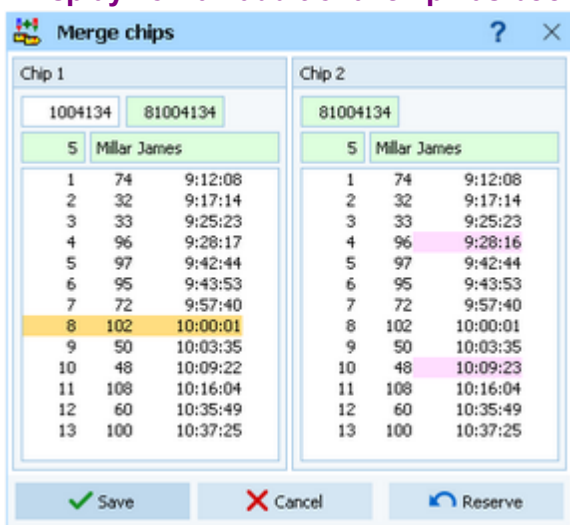 Merge chips ?
Chip 1
1004134 81004134
5 Millar James
1 74 9:12:08
2 32 9:17:14
3 33 9:25:23
4 96 9:28:17
5 97 9:42:44
6 95 9:43:53
7 72 9:57:40
8 102 10:00:01
9 50 10:03:35
10 48 10:09:22
11 108 10:16:04
12 60 10:35:49
13 100 10:37:25
Chip 2
81004134
5 Millar James
1 74 9:12:08
2 32 9:17:14
3 33 9:25:23
4 96 9:28:16
5 97 9:42:44
6 95 9:43:53
7 72 9:57:40
8 102 10:00:01
9 50 10:03:35
10 48 10:09:23
11 108 10:16:04
12 60 10:35:49
13 100 10:37:25
Save Cancel Reserve